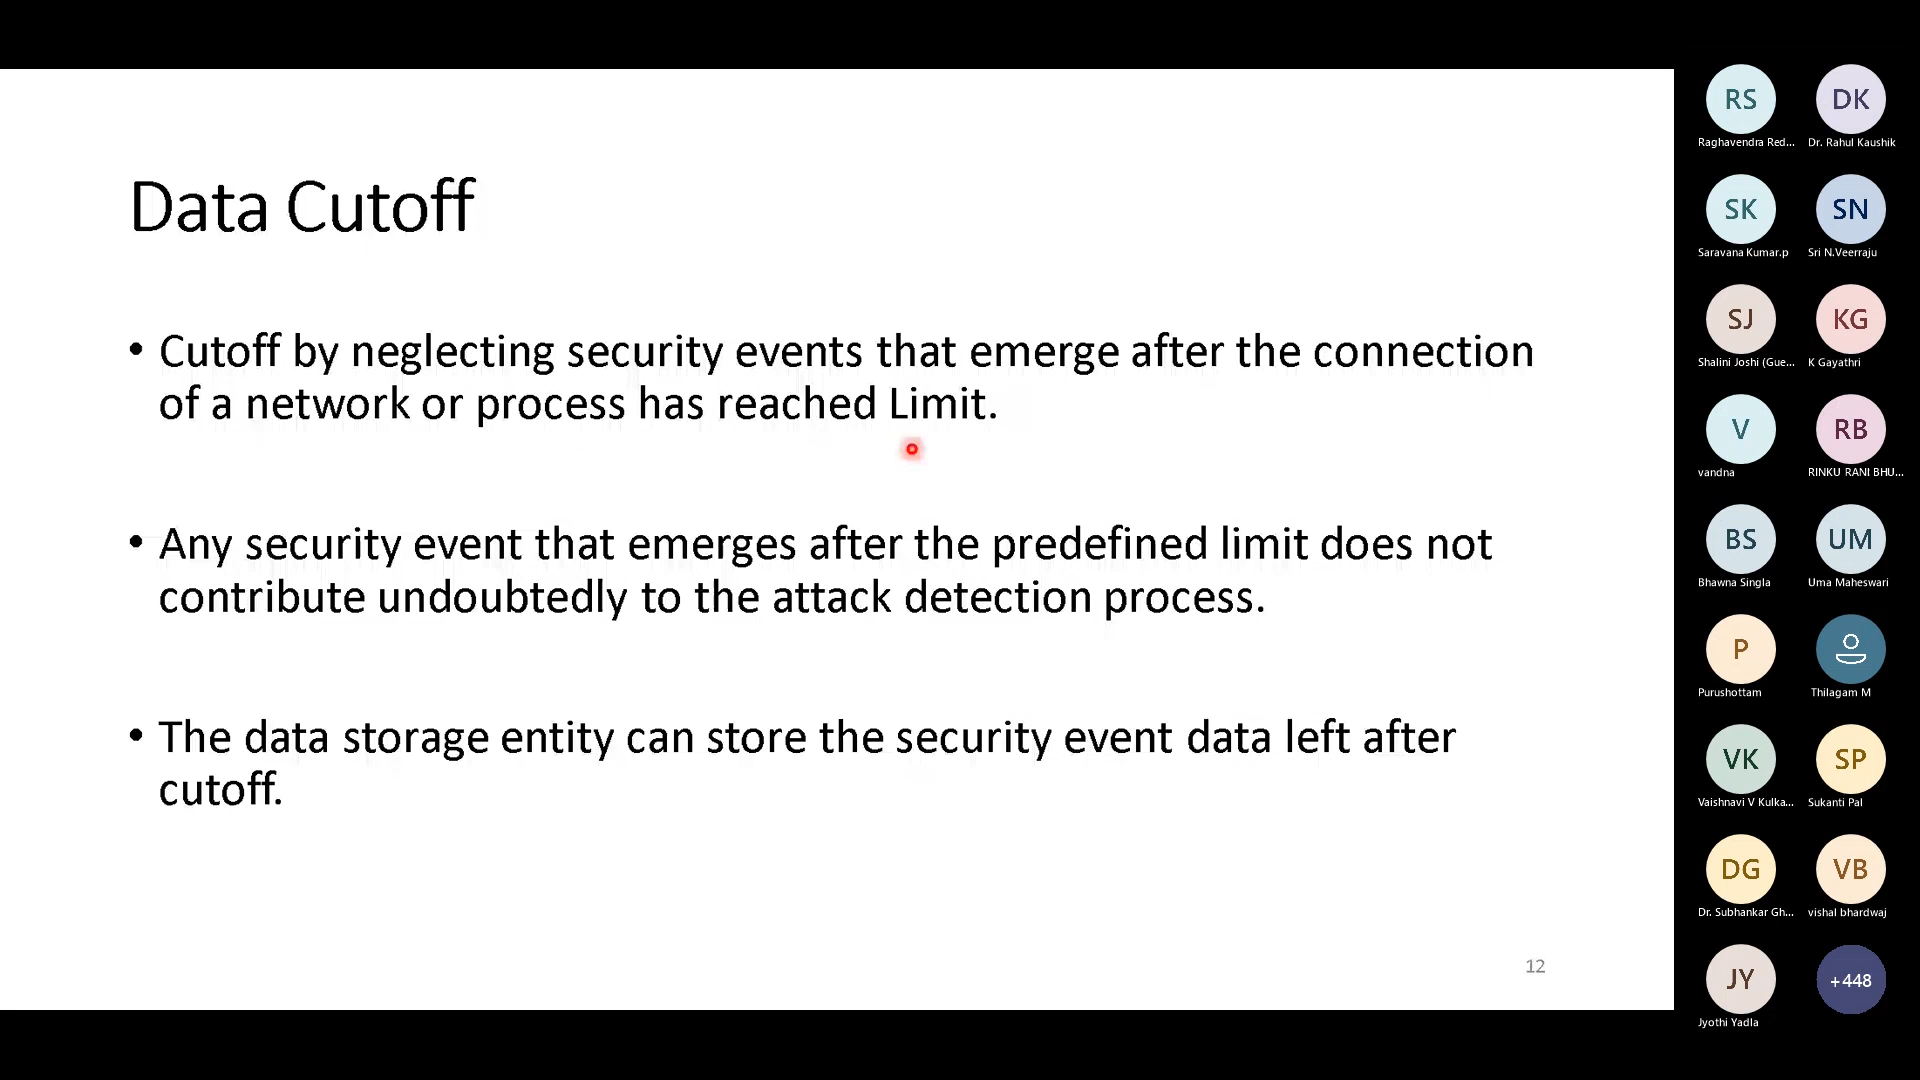 Data Cutoff
• Cutoff by neglecting security events that emerge after the connection
of a network or process has reached Limit.
• Any security event that emerges after the predefined limit does not
contribute undoubtedly to the attack detection process.
• The data storage entity can store the security event data left after
cutoff.
12
RS DK
Raghavendra Red... Dr. Rahul Kaushik
SK SN
Saravana Kumar.p Sri N.Veerraju
SJ KG
Shalini Joshi (Gue... K Gayathri
V RB
vandna RINKU RANI BHU...
BS UM
Bhawna Singla Uma Maheswari
P
Purushottam Thilagam M
VK SP
Vaishnavi V Kulka... Sukanti Pal
DG VB
Dr. Subhankar Gh... vishal bhardwaj
JY +448
Jyothi Yadla